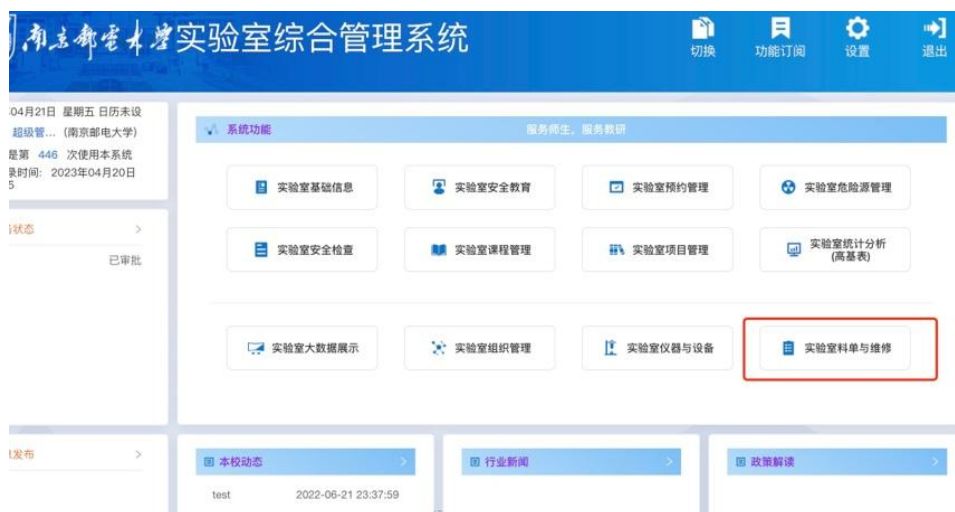 南京邮电大学实验室综合管理系统
切换
功能订阅
设置
退出
04月21日 星期五 日历未设
超级管... (南京邮电大学)
是第 446 次使用本系统
录时间: 2023年04月20日
5
状态 >
已审批
发布 >
系统功能
服务师生、服务教研
实验室基础信息
实验室安全教育
实验室预约管理
实验室危险源管理
实验室安全检查
实验室课程管理
实验室项目管理
实验室统计分析
(高基表)
实验室大数据展示
实验室组织管理
实验室仪器与设备
实验室料单与维修
本校动态 >
test 2022-06-21 23:37:59
行业新闻 >
政策解读 >